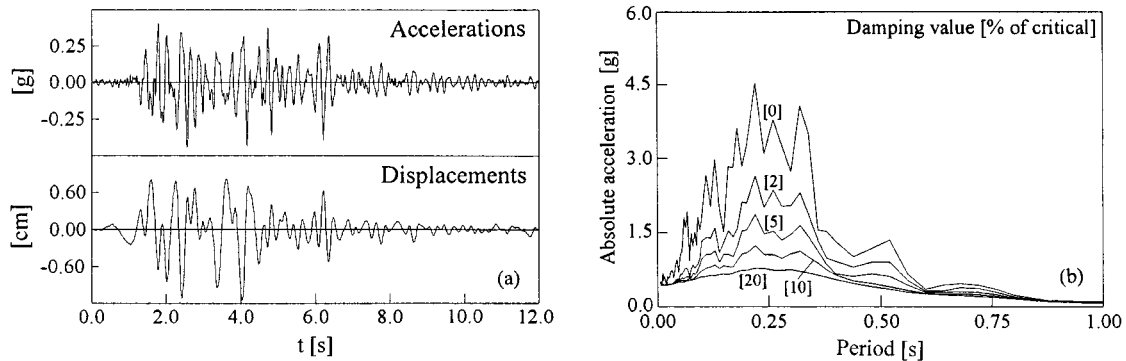 Accelerations
0.25
0.00
-0.25
[g]
Displacements
0.60
0.00
-0.60
[cm]
(a)
0.0 2.0 4.0 6.0 8.0 10.0 12.0
t [s]
Damping value [% of critical]
6.0
4.5
3.0
1.5
0.0
Absolute acceleration [g]
[0]
[2]
[5]
[20]
[10]
(b)
0.00 0.25 0.50 0.75 1.00
Period [s]